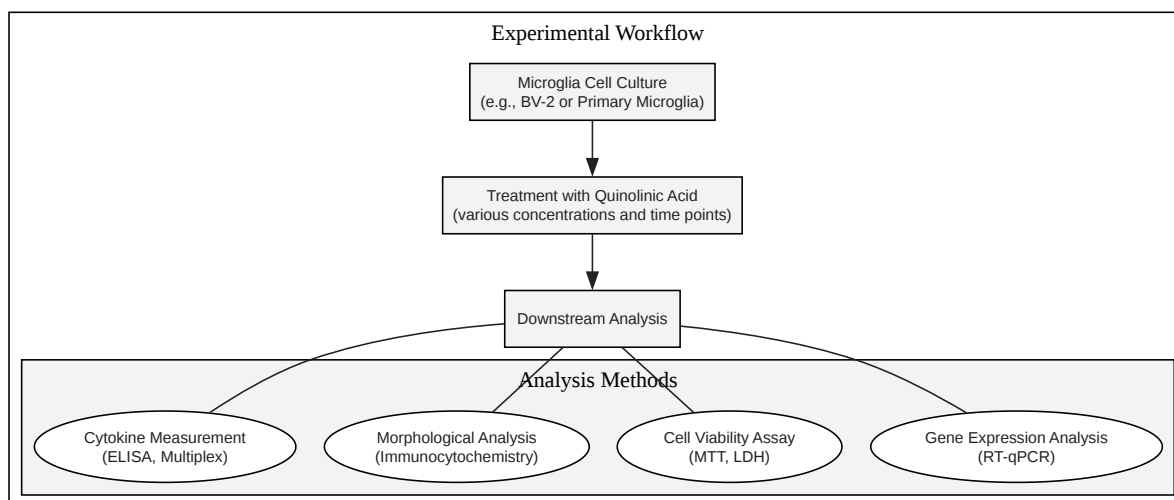 Experimental Workflow
Microglia Cell Culture
(e.g., BV-2 or Primary Microglia)
Treatment with Quinolinic Acid
(various concentrations and time points)
Downstream Analysis
Analysis Methods
Cytokine Measurement
(ELISA, Multiplex)
Morphological Analysis
(Immunocytochemistry)
Cell Viability Assay
(MTT, LDH)
Gene Expression Analysis
(RT-qPCR)